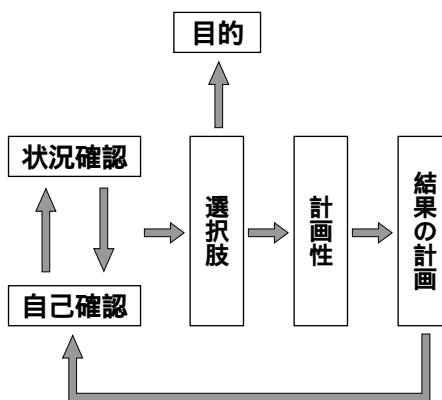 目的
状況確認
自己確認
選択肢
計画性
結果の計画